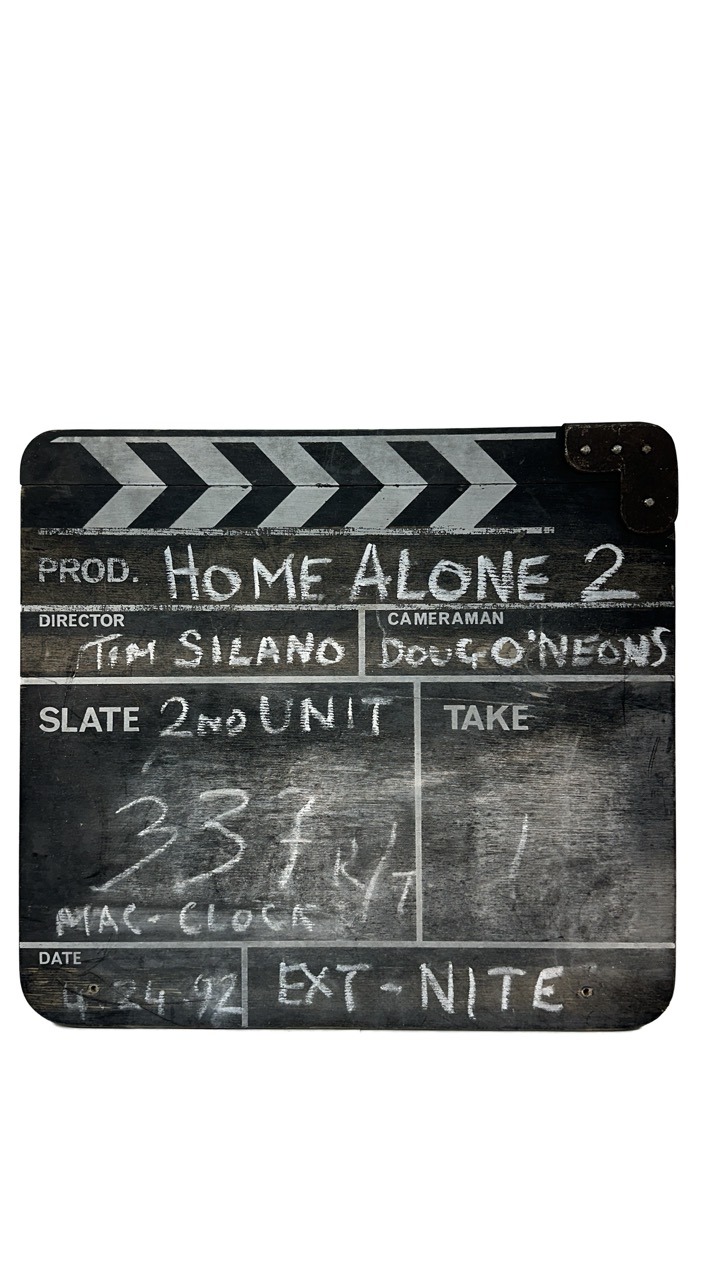 PROD. HOME ALONE 2
DIRECTOR
TIM SILANO
CAMERAMAN
DOUG O'NEONS
SLATE 2ND UNIT
337 R/T
MAC-CLOCK
TAKE
1
DATE
4-24-92
EXT-NITE